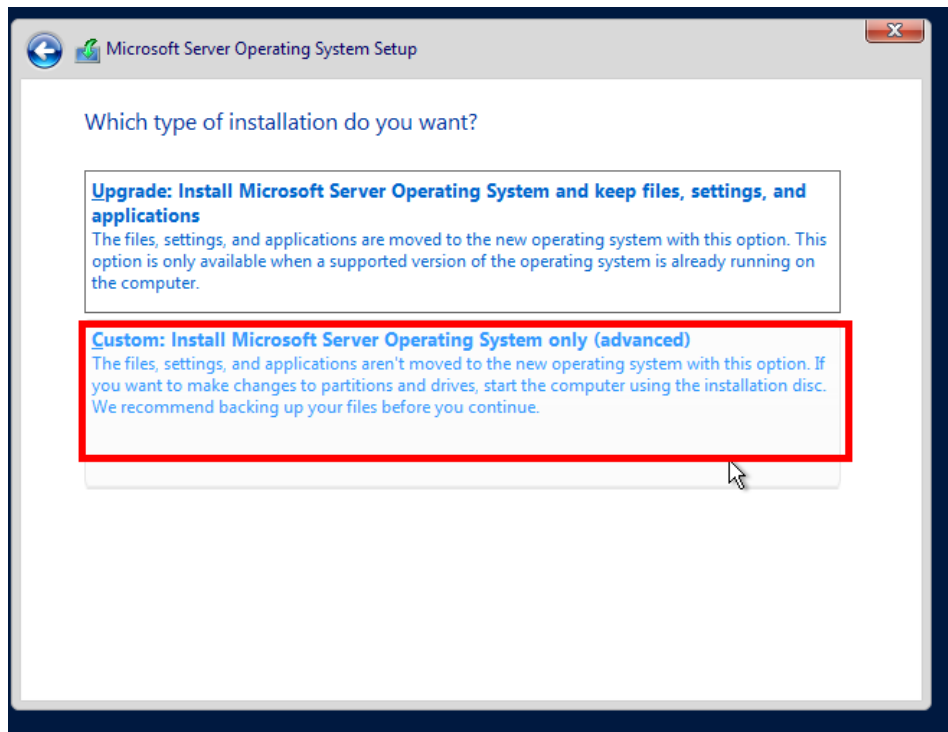 Microsoft Server Operating System Setup
Which type of installation do you want?
Upgrade: Install Microsoft Server Operating System and keep files, settings, and
applications
The files, settings, and applications are moved to the new operating system with this option. This
option is only available when a supported version of the operating system is already running on
the computer.
Custom: Install Microsoft Server Operating System only (advanced)
The files, settings, and applications aren't moved to the new operating system with this option. If
you want to make changes to partitions and drives, start the computer using the installation disc.
We recommend backing up your files before you continue.